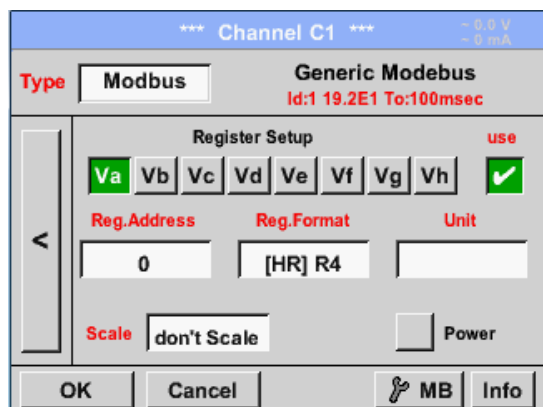 *** Channel C1 ***
~ 0.0 V
~ 0 mA
Type
Modbus
Generic Modebus
Id:1 19.2E1 To:100msec
<
Register Setup
use
Va Vb Vc Vd Ve Vf Vg Vh
Reg.Address
Reg.Format
Unit
0
[HR] R4
Scale
don't Scale
Power
OK
Cancel
MB
Info